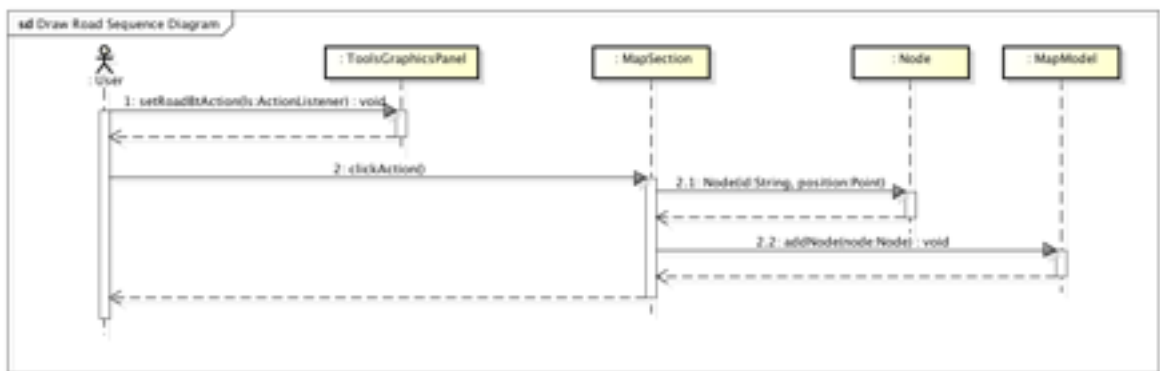 sd Draw Road Sequence Diagram
: User
: ToolsGraphicsPanel
: MapSection
: Node
: MapModel
1: setRoadBtAction(ls:ActionListener) : void
2: clickAction()
2.1: Node(id:String, position:Point)
2.2: addNode(node:Node) : void